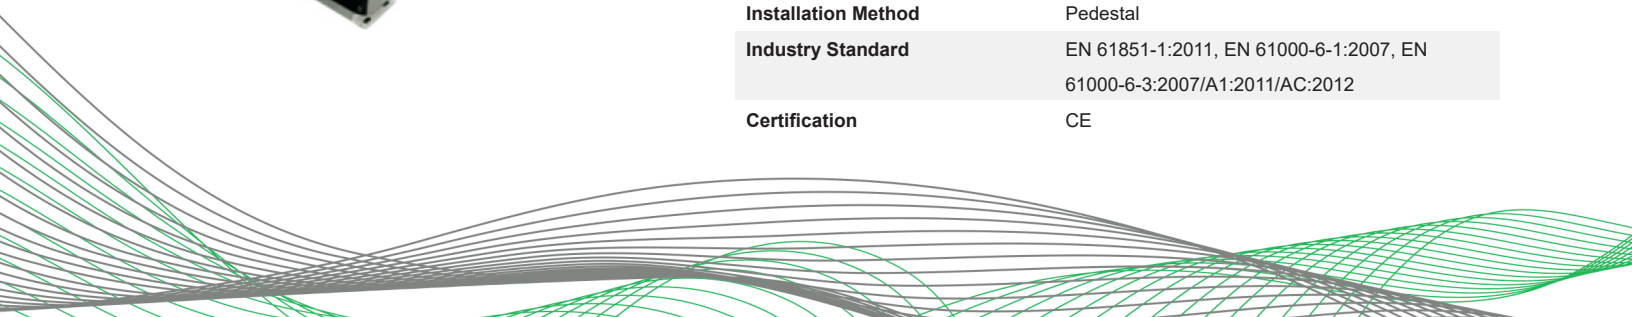 Installation Method Pedestal
Industry Standard EN 61851-1:2011, EN 61000-6-1:2007, EN
61000-6-3:2007/A1:2011/AC:2012
Certification CE